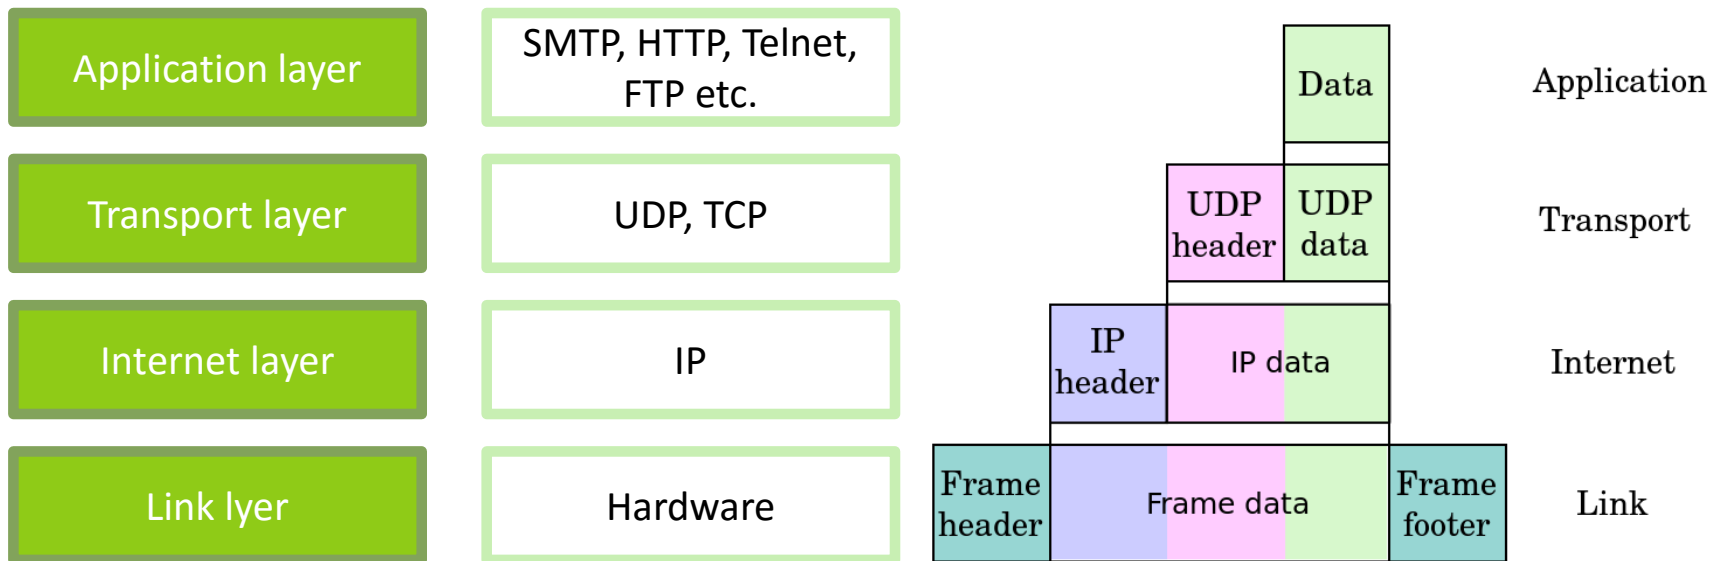 Application layer
SMTP, HTTP, Telnet,
FTP etc.
Data
Application
Transport layer
UDP, TCP
UDP
header
UDP
data
Transport
Internet layer
IP
IP
header
IP data
Internet
Link lyer
Hardware
Frame
header
Frame data
Frame
footer
Link